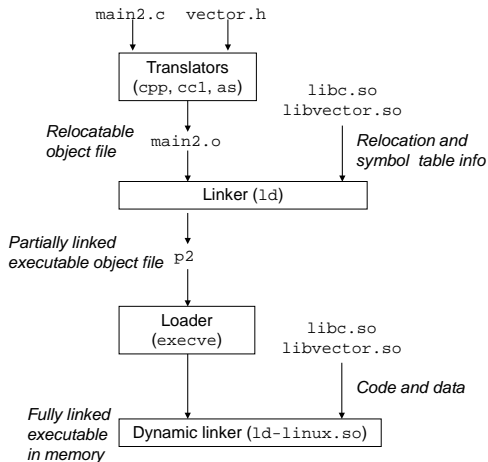 main2.c vector.h
Translators
(cpp, cc1, as)
libc.so
libvector.so
Relocatable
object file
main2.o
Relocation and
symbol table info
Linker (ld)
Partially linked
executable object file
p2
Loader
(execve)
libc.so
libvector.so
Code and data
Fully linked
executable
in memory
Dynamic linker (ld-linux.so)